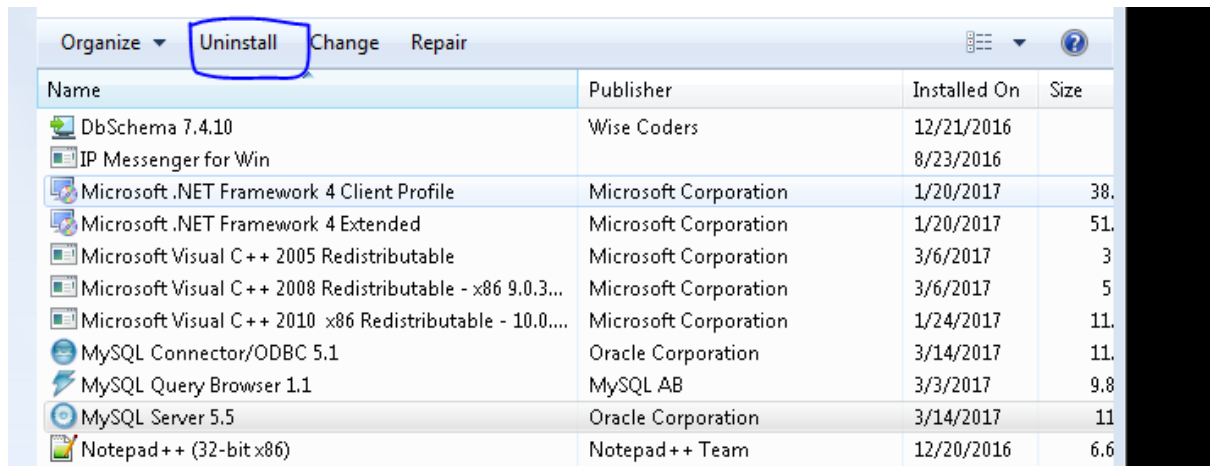 Organize Uninstall Change Repair
Name Publisher Installed On Size
DbSchema 7.4.10 Wise Coders 12/21/2016
IP Messenger for Win 8/23/2016
Microsoft .NET Framework 4 Client Profile Microsoft Corporation 1/20/2017 38.
Microsoft .NET Framework 4 Extended Microsoft Corporation 1/20/2017 51.
Microsoft Visual C++ 2005 Redistributable Microsoft Corporation 3/6/2017 3
Microsoft Visual C++ 2008 Redistributable - x86 9.0.3... Microsoft Corporation 3/6/2017 5
Microsoft Visual C++ 2010 x86 Redistributable - 10.0.... Microsoft Corporation 1/24/2017 11.
MySQL Connector/ODBC 5.1 Oracle Corporation 3/14/2017 11.
MySQL Query Browser 1.1 MySQL AB 3/3/2017 9.8
MySQL Server 5.5 Oracle Corporation 3/14/2017 11
Notepad++ (32-bit x86) Notepad++ Team 12/20/2016 6.6